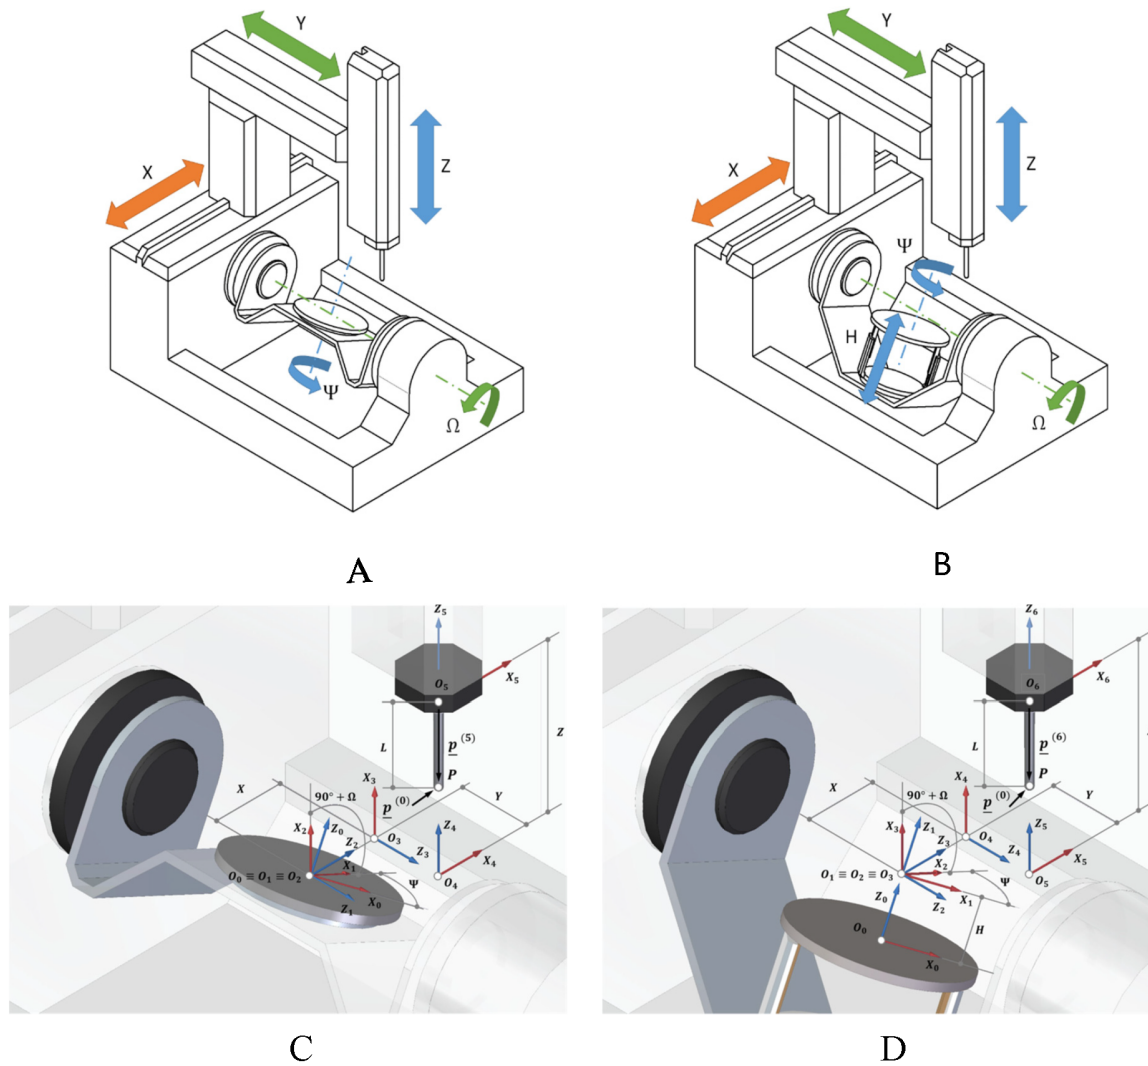 Y Y
X Z X Z
Ψ
H
Ψ
Ω Ω
A B
Z₅ Z₆
X₅ X₆
O₅ O₆
Z
L p⁽⁵⁾ L p⁽⁶⁾
P P
X X₃ Y X X₄ Y
90° + Ω p⁽⁰⁾ 90° + Ω p⁽⁰⁾
X₂ Z₀ Z₂ O₃ Z₄ X₃ Z₁ Z₃ O₄ Z₅
Z₃ X₄ Z₄ X₅
O₀ ≡ O₁ ≡ O₂ X₁ O₄ O₁ ≡ O₂ ≡ O₃ X₂ O₅
Ψ Ψ
Z₁ X₀ Z₀ Z₂ X₁
O₀ H
X₀
C D